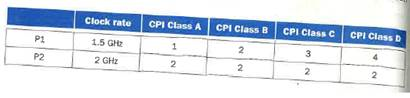 Clock rate CPI Class A CPI Class B CPI Class C CPI Class D
P1 1.5 GHz 1 2 3 4
P2 2 GHz 2 2 2 2